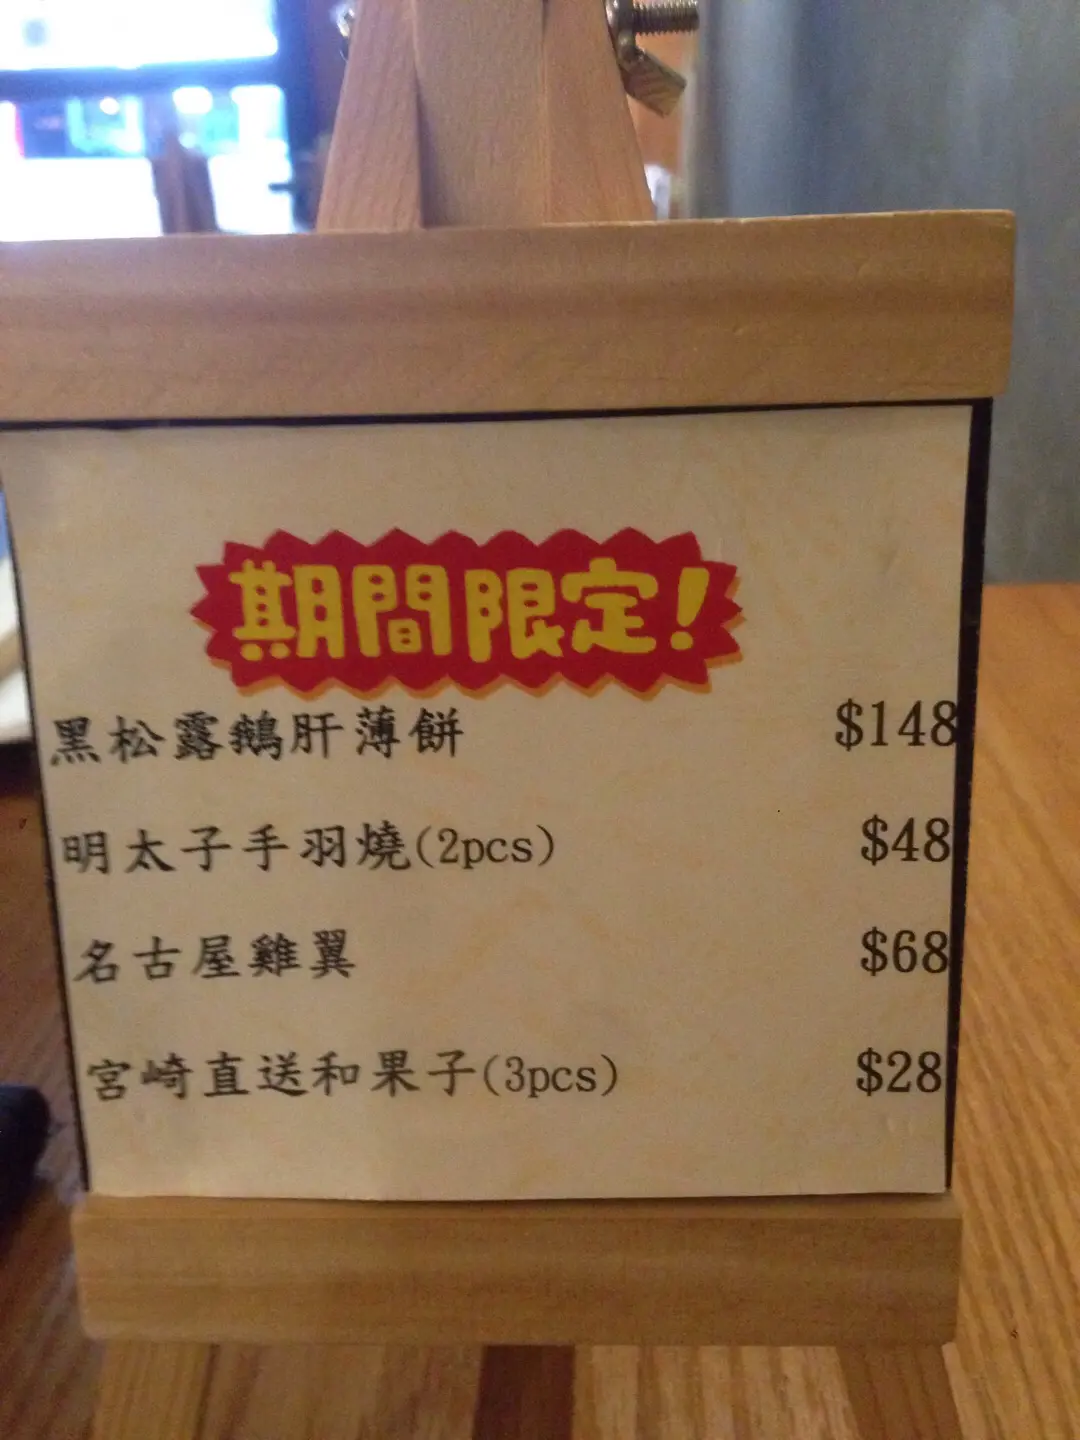 期間限定!
黑松露鵝肝薄餅 $148
明太子手羽燒(2pcs) $48
名古屋雞翼 $68
宮崎直送和果子(3pcs) $28